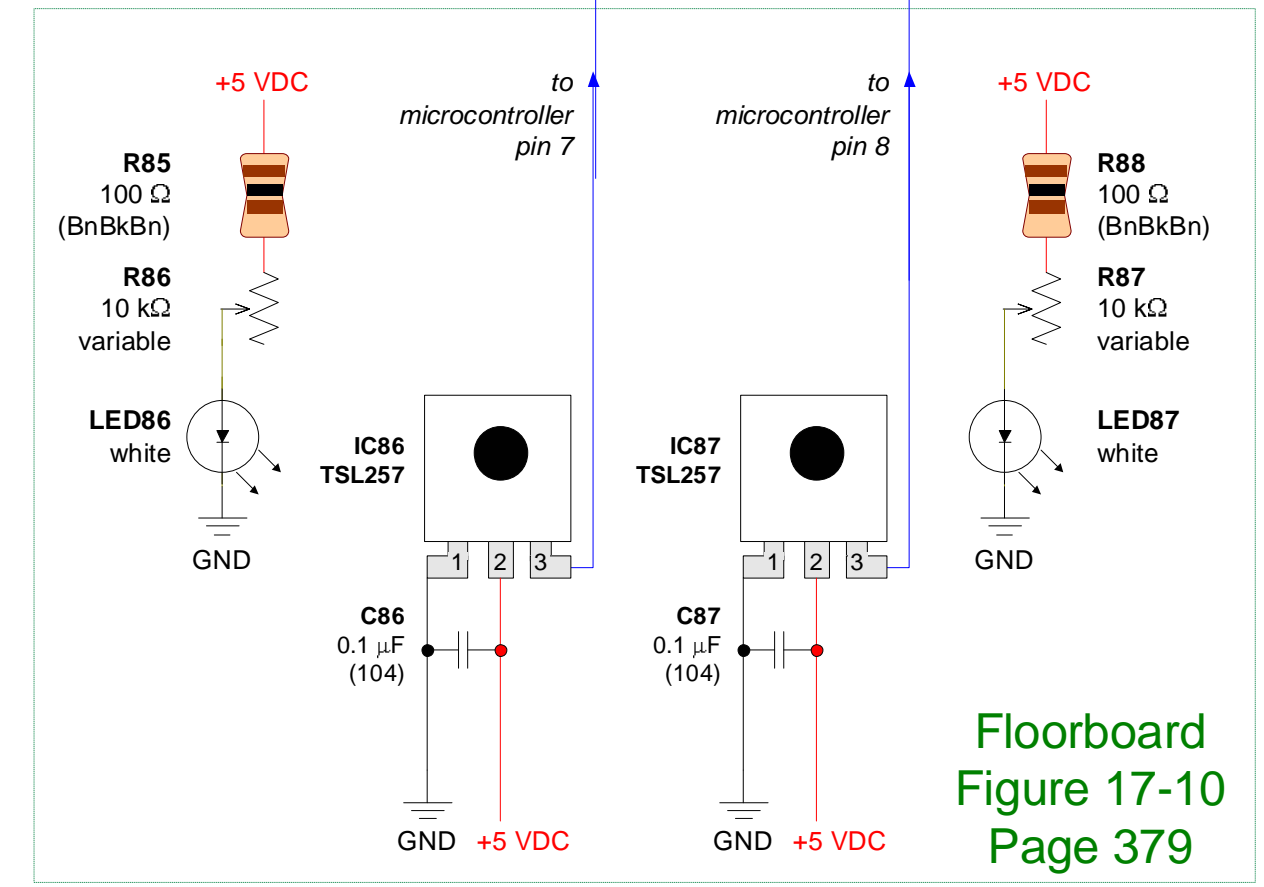 +5 VDC
to
microcontroller
pin 7
to
microcontroller
pin 8
+5 VDC
R85
100 Ω
(BnBkBn)
R88
100 Ω
(BnBkBn)
R86
10 kΩ
variable
R87
10 kΩ
variable
LED86
white
IC86
TSL257
IC87
TSL257
LED87
white
GND
1 2 3
1 2 3
GND
C86
0.1 μF
(104)
C87
0.1 μF
(104)
GND +5 VDC
GND +5 VDC
Floorboard
Figure 17-10
Page 379